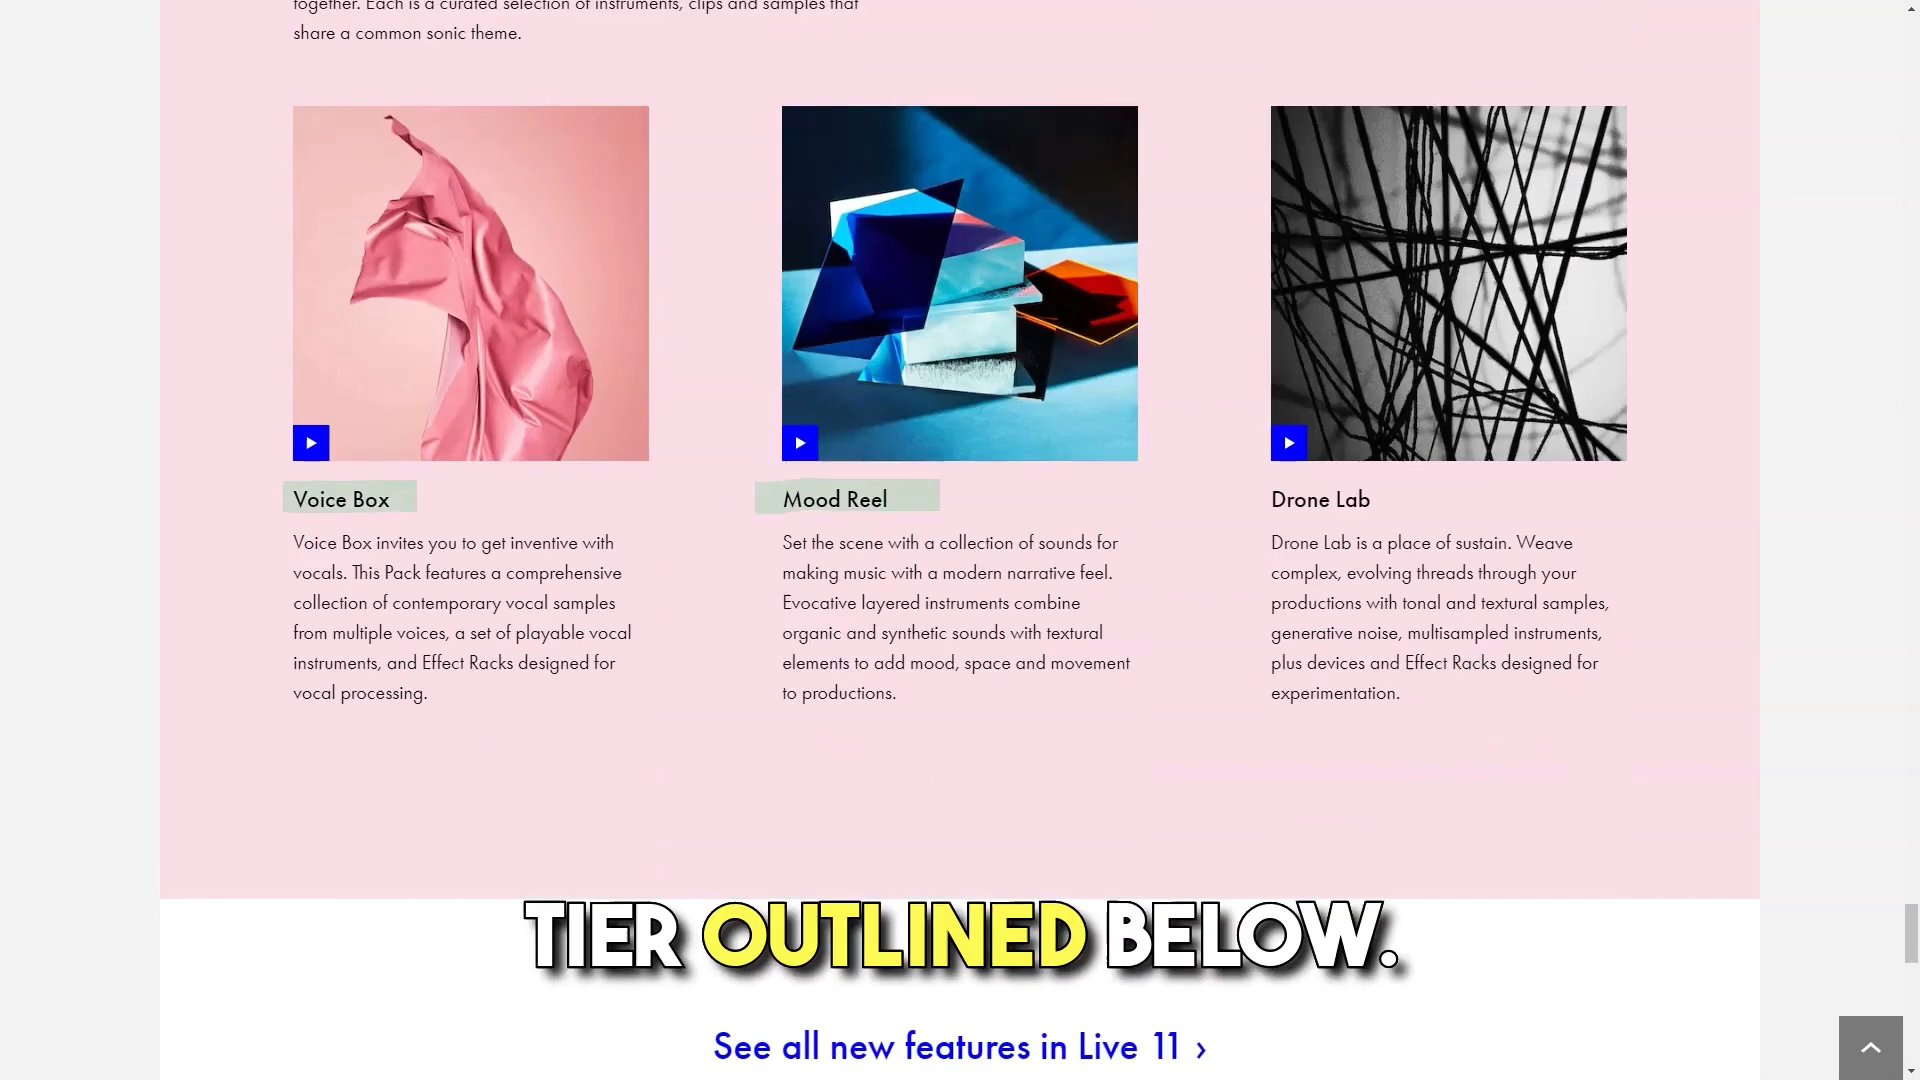 together. Each is a curated selection of instruments, clips and samples that
share a common sonic theme.
Voice Box
Voice Box invites you to get inventive with
vocals. This Pack features a comprehensive
collection of contemporary vocal samples
from multiple voices, a set of playable vocal
instruments, and Effect Racks designed for
vocal processing.
Mood Reel
Set the scene with a collection of sounds for
making music with a modern narrative feel.
Evocative layered instruments combine
organic and synthetic sounds with textural
elements to add mood, space and movement
to productions.
Drone Lab
Drone Lab is a place of sustain. Weave
complex, evolving threads through your
productions with tonal and textural samples,
generative noise, multisampled instruments,
plus devices and Effect Racks designed for
experimentation.
TIER OUTLINED BELOW.
See all new features in Live 11 ›